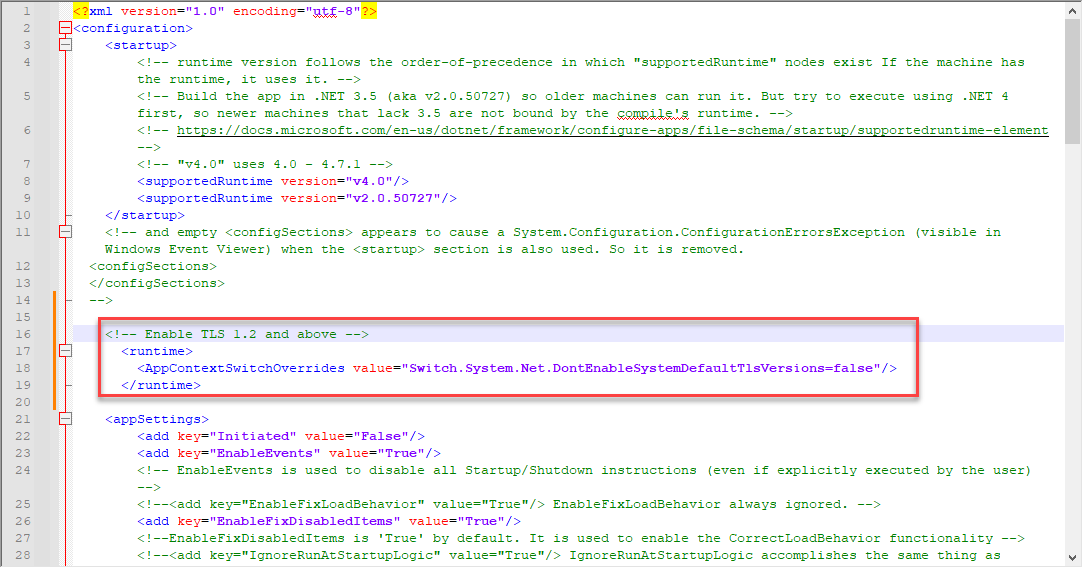 1 <?xml version="1.0" encoding="utf-8"?>
2 <configuration>
3 <startup>
4 <!-- runtime version follows the order-of-precedence in which "supportedRuntime" nodes exist If the machine has
the runtime, it uses it. -->
5 <!-- Build the app in .NET 3.5 (aka v2.0.50727) so older machines can run it. But try to execute using .NET 4
first, so newer machines that lack 3.5 are not bound by the compile's runtime. -->
6 <!-- https://docs.microsoft.com/en-us/dotnet/framework/configure-apps/file-schema/startup/supportedruntime-element
-->
7 <!-- "v4.0" uses 4.0 - 4.7.1 -->
8 <supportedRuntime version="v4.0"/>
9 <supportedRuntime version="v2.0.50727"/>
10 </startup>
11 <!-- and empty <configSections> appears to cause a System.Configuration.ConfigurationErrorsException (visible in
Windows Event Viewer) when the <startup> section is also used. So it is removed.
12 <configSections>
13 </configSections>
14 -->
15
16 <!-- Enable TLS 1.2 and above -->
17 <runtime>
18 <AppContextSwitchOverrides value="Switch.System.Net.DontEnableSystemDefaultTlsVersions=false"/>
19 </runtime>
20
21 <appSettings>
22 <add key="Initiated" value="False"/>
23 <add key="EnableEvents" value="True"/>
24 <!-- EnableEvents is used to disable all Startup/Shutdown instructions (even if explicitly executed by the user)
-->
25 <!--<add key="EnableFixLoadBehavior" value="True"/> EnableFixLoadBehavior always ignored. -->
26 <add key="EnableFixDisabledItems" value="True"/>
27 <!--EnableFixDisabledItems is 'True' by default. It is used to enable the CorrectLoadBehavior functionality -->
28 <!--<add key="IgnoreRunAtStartupLogic" value="True"/> IgnoreRunAtStartupLogic accomplishes the same thing as